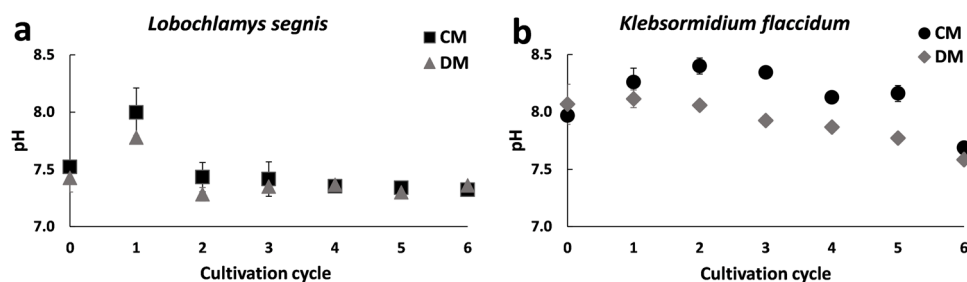 a
Lobochlamys segnis
CM
DM
8.5
8.0
7.5
7.0
pH
0 1 2 3 4 5 6
Cultivation cycle
b
Klebsormidium flaccidum
CM
DM
8.5
8.0
7.5
7.0
pH
0 1 2 3 4 5 6
Cultivation cycle